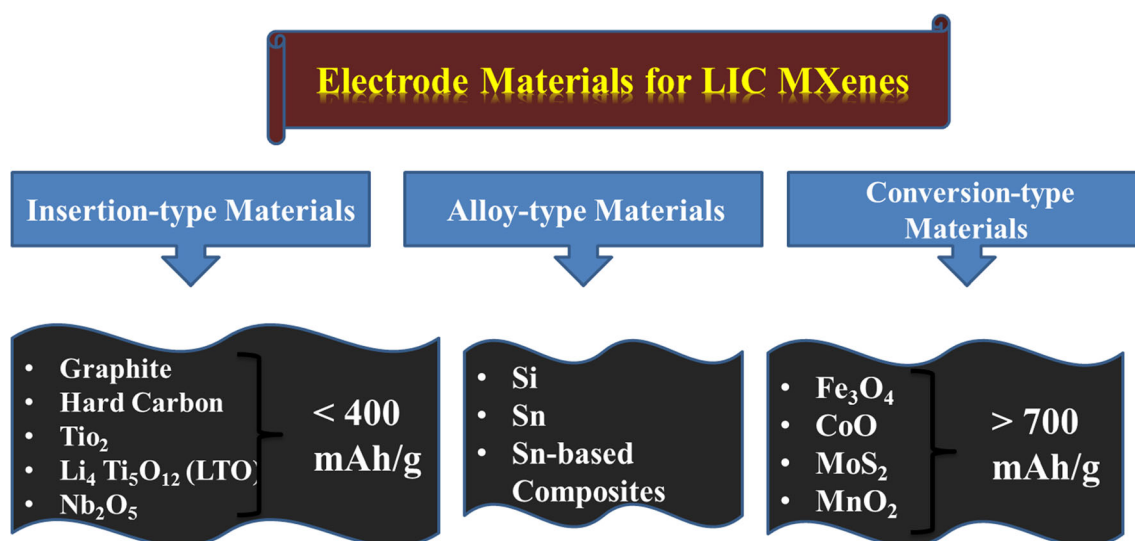 Electrode Materials for LIC MXenes
Insertion-type Materials
Alloy-type Materials
Conversion-type
Materials
• Graphite
• Hard Carbon
• Tio₂
• Li₄ Ti₅O₁₂ (LTO)
• Nb₂O₅
< 400
mAh/g
• Si
• Sn
• Sn-based
Composites
• Fe₃O₄
• CoO
• MoS₂
• MnO₂
> 700
mAh/g